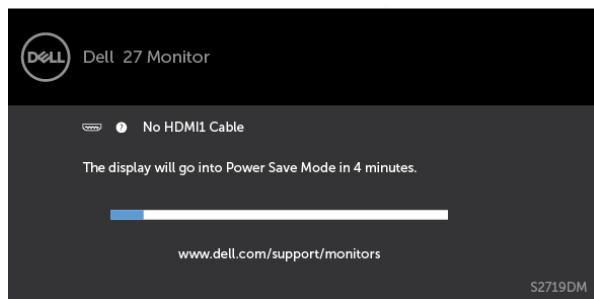 DELL
Dell 27 Monitor
? No HDMI1 Cable
The display will go into Power Save Mode in 4 minutes.
www.dell.com/support/monitors
S2719DM